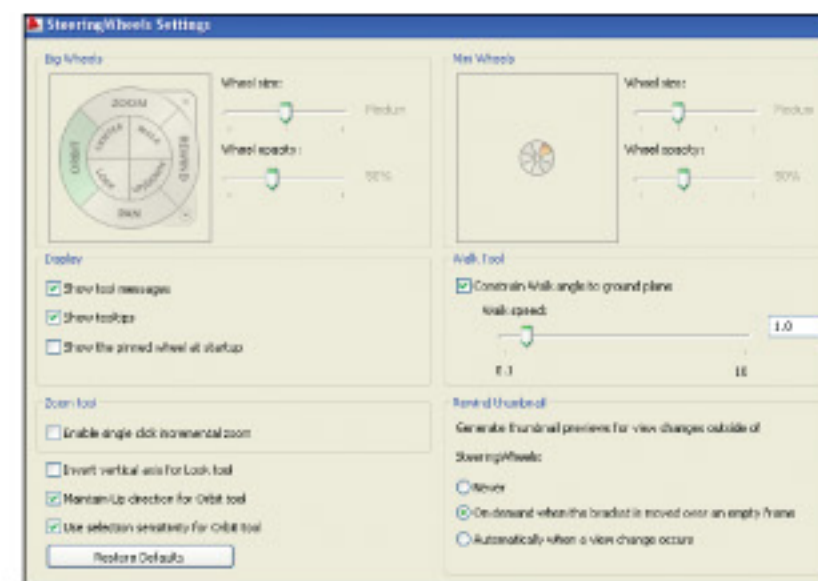 SteeringWheels Settings
Big Wheels
ZOOM
ORBIT
REWIND
PAN
CENTER
WALK
LOOK
UP/DOWN
Wheel size:
Medium
Wheel opacity:
50%
Mini Wheels
Wheel size:
Medium
Wheel opacity:
50%
Display
Show tool messages
Show tooltips
Show the pinned wheel at startup
Walk Tool
Constrain Walk angle to ground plane
Walk speed:
1.0
0.1
10
Zoom tool
Enable single click incremental zoom
Invert vertical axis for Look tool
Maintain Up direction for Orbit tool
Use selection sensitivity for Orbit tool
Restore Defaults
Rewind thumbnail
Generate thumbnail previews for view changes outside of
SteeringWheels:
Never
On demand when the bracket is moved over an empty frame
Automatically when a view change occurs